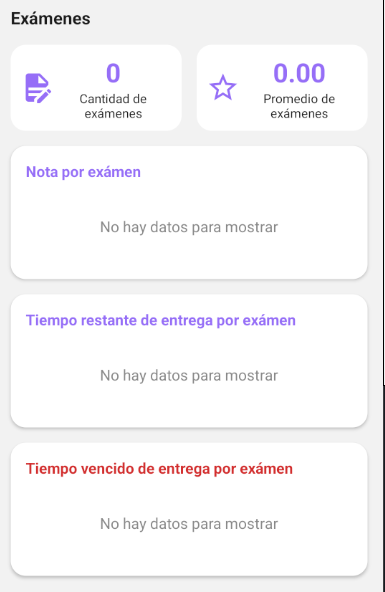 Exámenes
0
Cantidad de
exámenes
0.00
Promedio de
exámenes
Nota por exámen
No hay datos para mostrar
Tiempo restante de entrega por exámen
No hay datos para mostrar
Tiempo vencido de entrega por exámen
No hay datos para mostrar